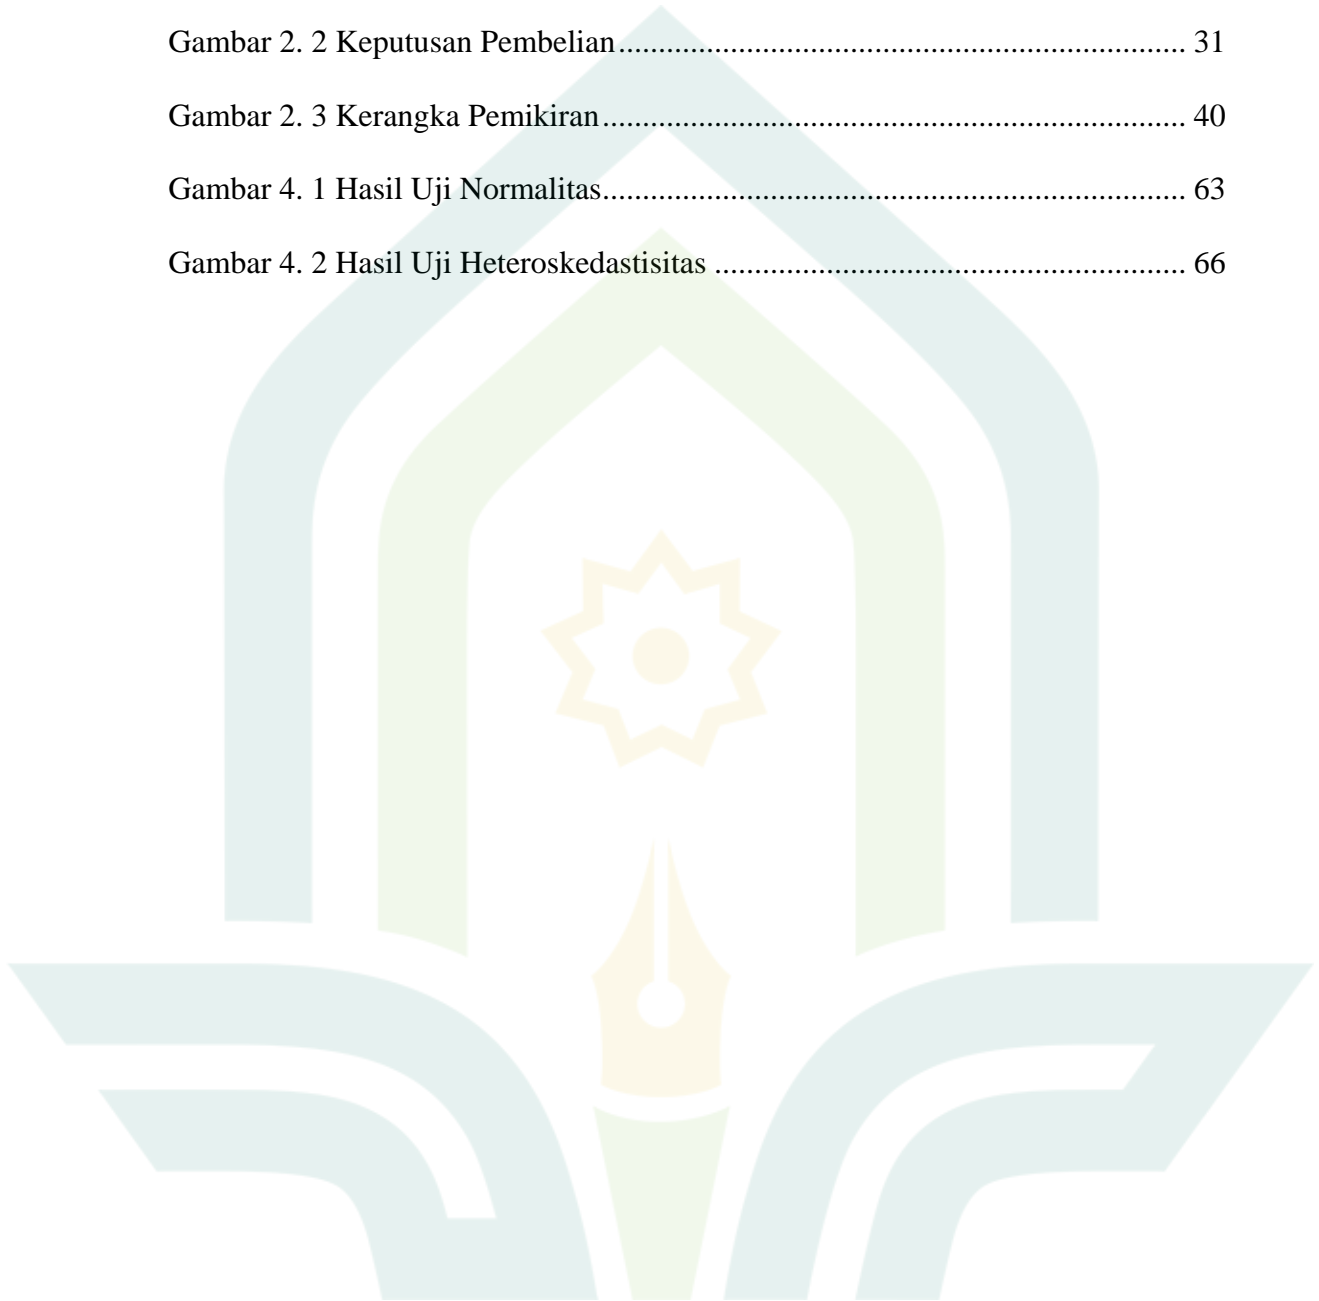 Gambar 2. 2 Keputusan Pembelian....................................................................... 31
Gambar 2. 3 Kerangka Pemikiran......................................................................... 40
Gambar 4. 1 Hasil Uji Normalitas......................................................................... 63
Gambar 4. 2 Hasil Uji Heteroskedastisitas ........................................................... 66